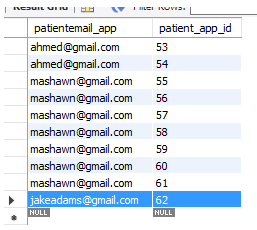 Result Grid Filter Rows:
patientemail_app patient_app_id
ahmed@gmail.com 53
ahmed@gmail.com 54
mashawn@gmail.com 55
mashawn@gmail.com 56
mashawn@gmail.com 57
mashawn@gmail.com 58
mashawn@gmail.com 59
mashawn@gmail.com 60
mashawn@gmail.com 61
jakeadams@gmail.com 62
NULL NULL